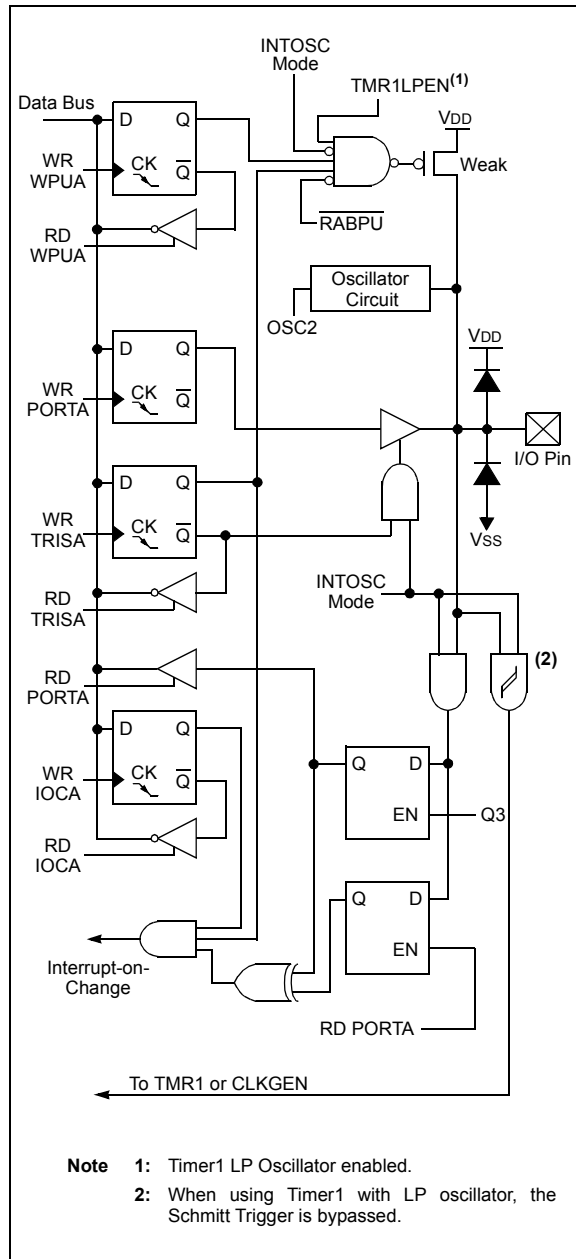 INTOSC
Mode
TMR1LPEN(1)
Data Bus
D Q
VDD
WR
WPUA
CK Q
Weak
RD
WPUA
RABPU
Oscillator
Circuit
OSC2
VDD
D Q
WR
PORTA
CK Q
I/O Pin
D Q
WR
TRISA
CK Q
VSS
INTOSC
Mode
RD
TRISA
(2)
RD
PORTA
D Q
WR
IOCA
CK Q
Q D
EN
Q3
RD
IOCA
Q D
EN
Interrupt-on-
Change
RD PORTA
To TMR1 or CLKGEN
Note 1: Timer1 LP Oscillator enabled.
2: When using Timer1 with LP oscillator, the
Schmitt Trigger is bypassed.